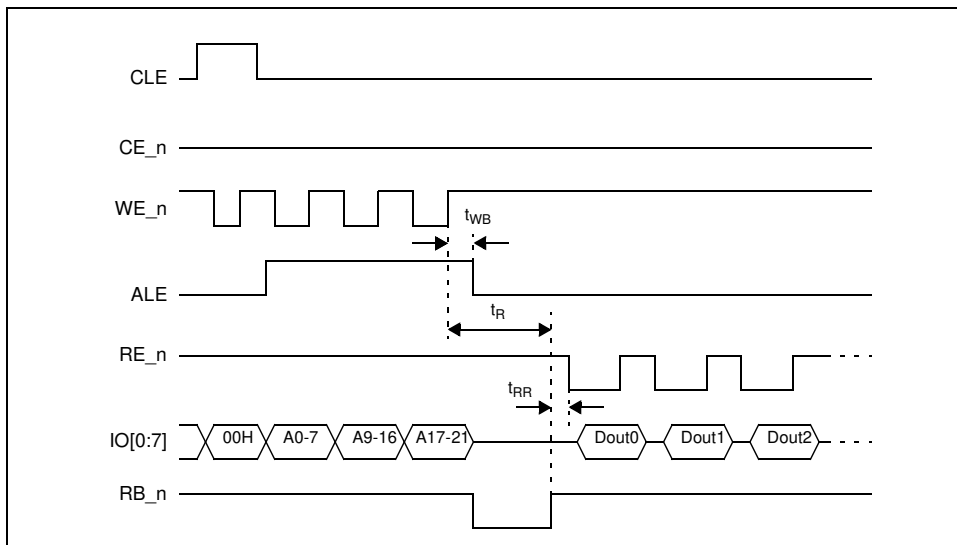 CLE
CE_n
WE_n
tWB
ALE
tR
RE_n
tRR
IO[0:7] 00H A0-7 A9-16 A17-21 Dout0 Dout1 Dout2
RB_n